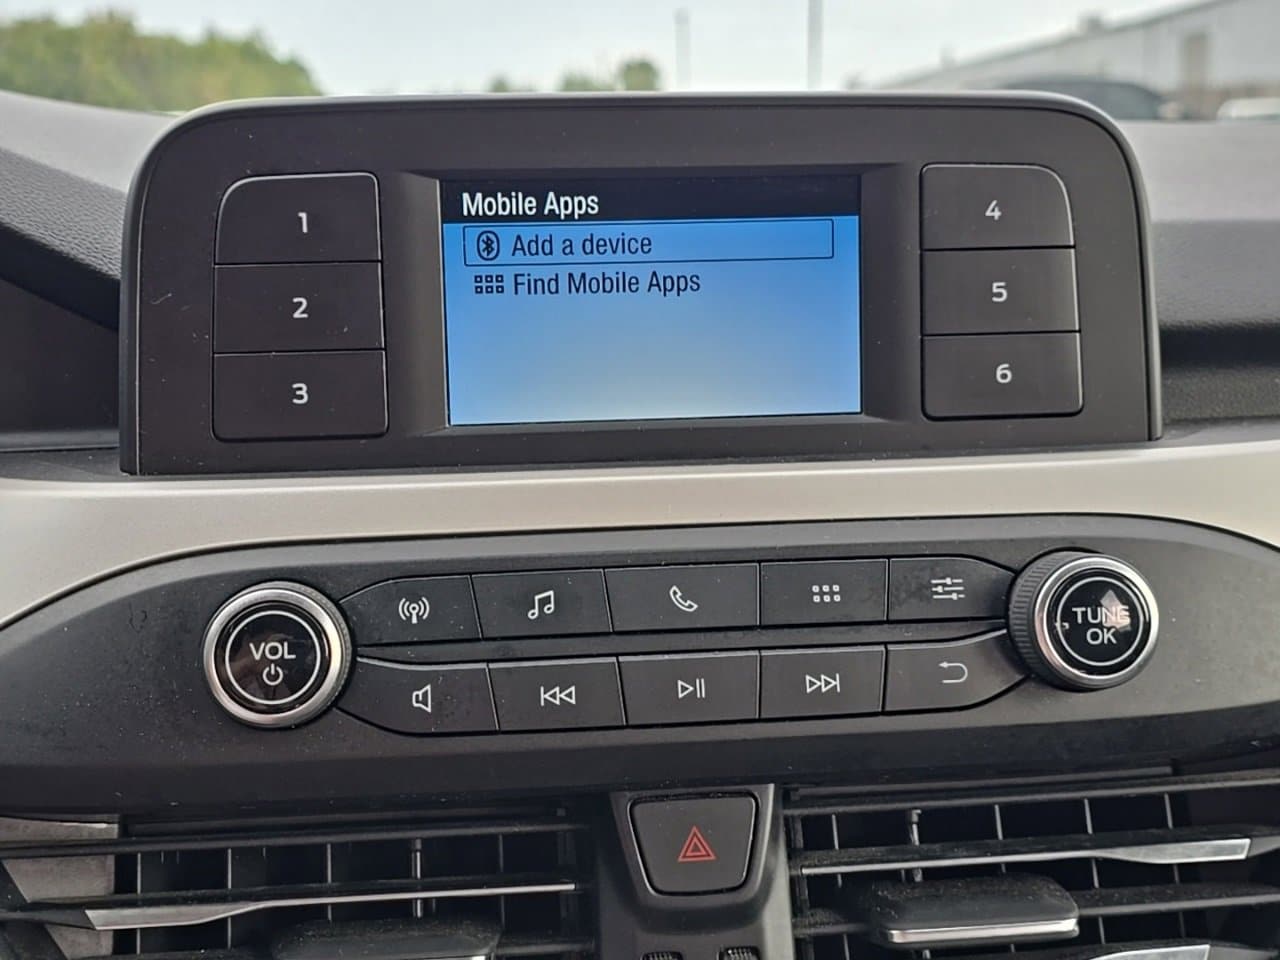 Mobile Apps
Add a device
Find Mobile Apps
1
2
3
4
5
6
VOL
TUNE
OK